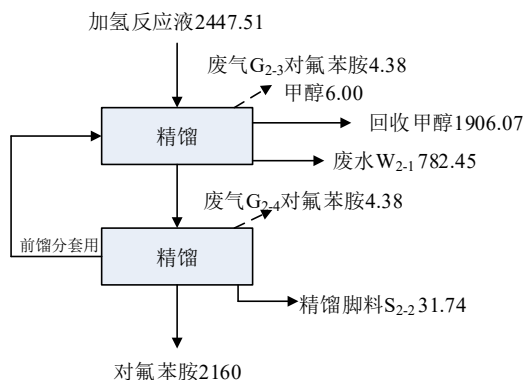 加氢反应液2447.51
废气G2-3对氟苯胺4.38
甲醇6.00
精馏
回收甲醇1906.07
废水W2-1 782.45
废气G2-4对氟苯胺4.38
前馏分套用
精馏
精馏脚料S2-2 31.74
对氟苯胺2160